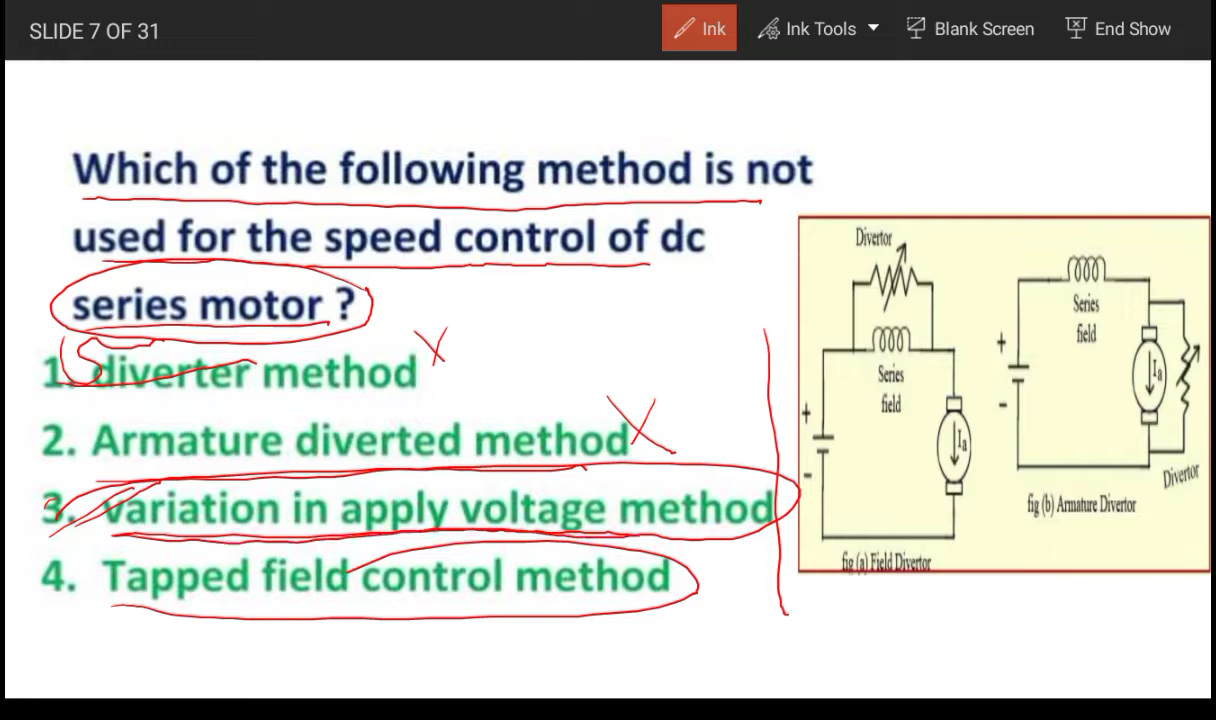 SLIDE 7 OF 31
Ink
Ink Tools
Blank Screen
End Show
Which of the following method is not
used for the speed control of dc
series motor ?
1. diverter method
2. Armature diverted method
3. variation in apply voltage method
4. Tapped field control method
Divertor
Series
field
+
-
Ia
fig (a) Field Divertor
Series
field
+
-
Ia
Divertor
fig (b) Armature Divertor